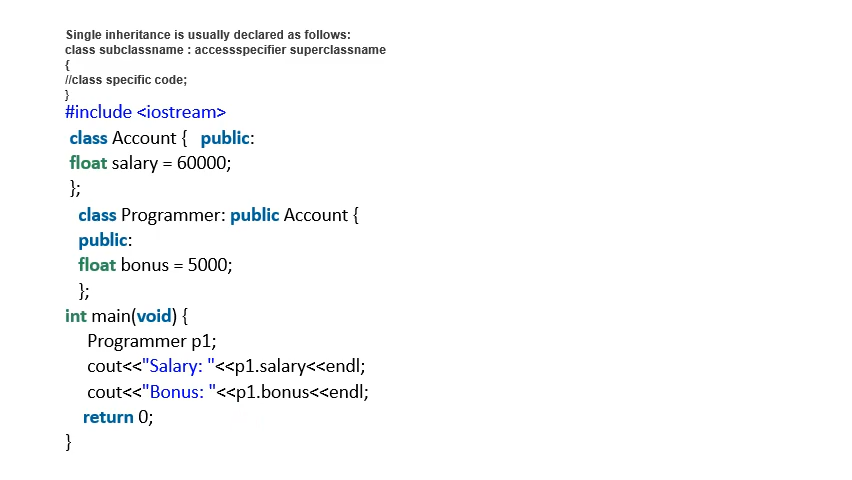 Single inheritance is usually declared as follows:
class subclassname : accessspecifier superclassname
{
//class specific code;
}
#include <iostream>
class Account {   public:
float salary = 60000;
};
class Programmer: public Account {
public:
float bonus = 5000;
};
int main(void) {
Programmer p1;
cout<<"Salary: "<<p1.salary<<endl;
cout<<"Bonus: "<<p1.bonus<<endl;
return 0;
}